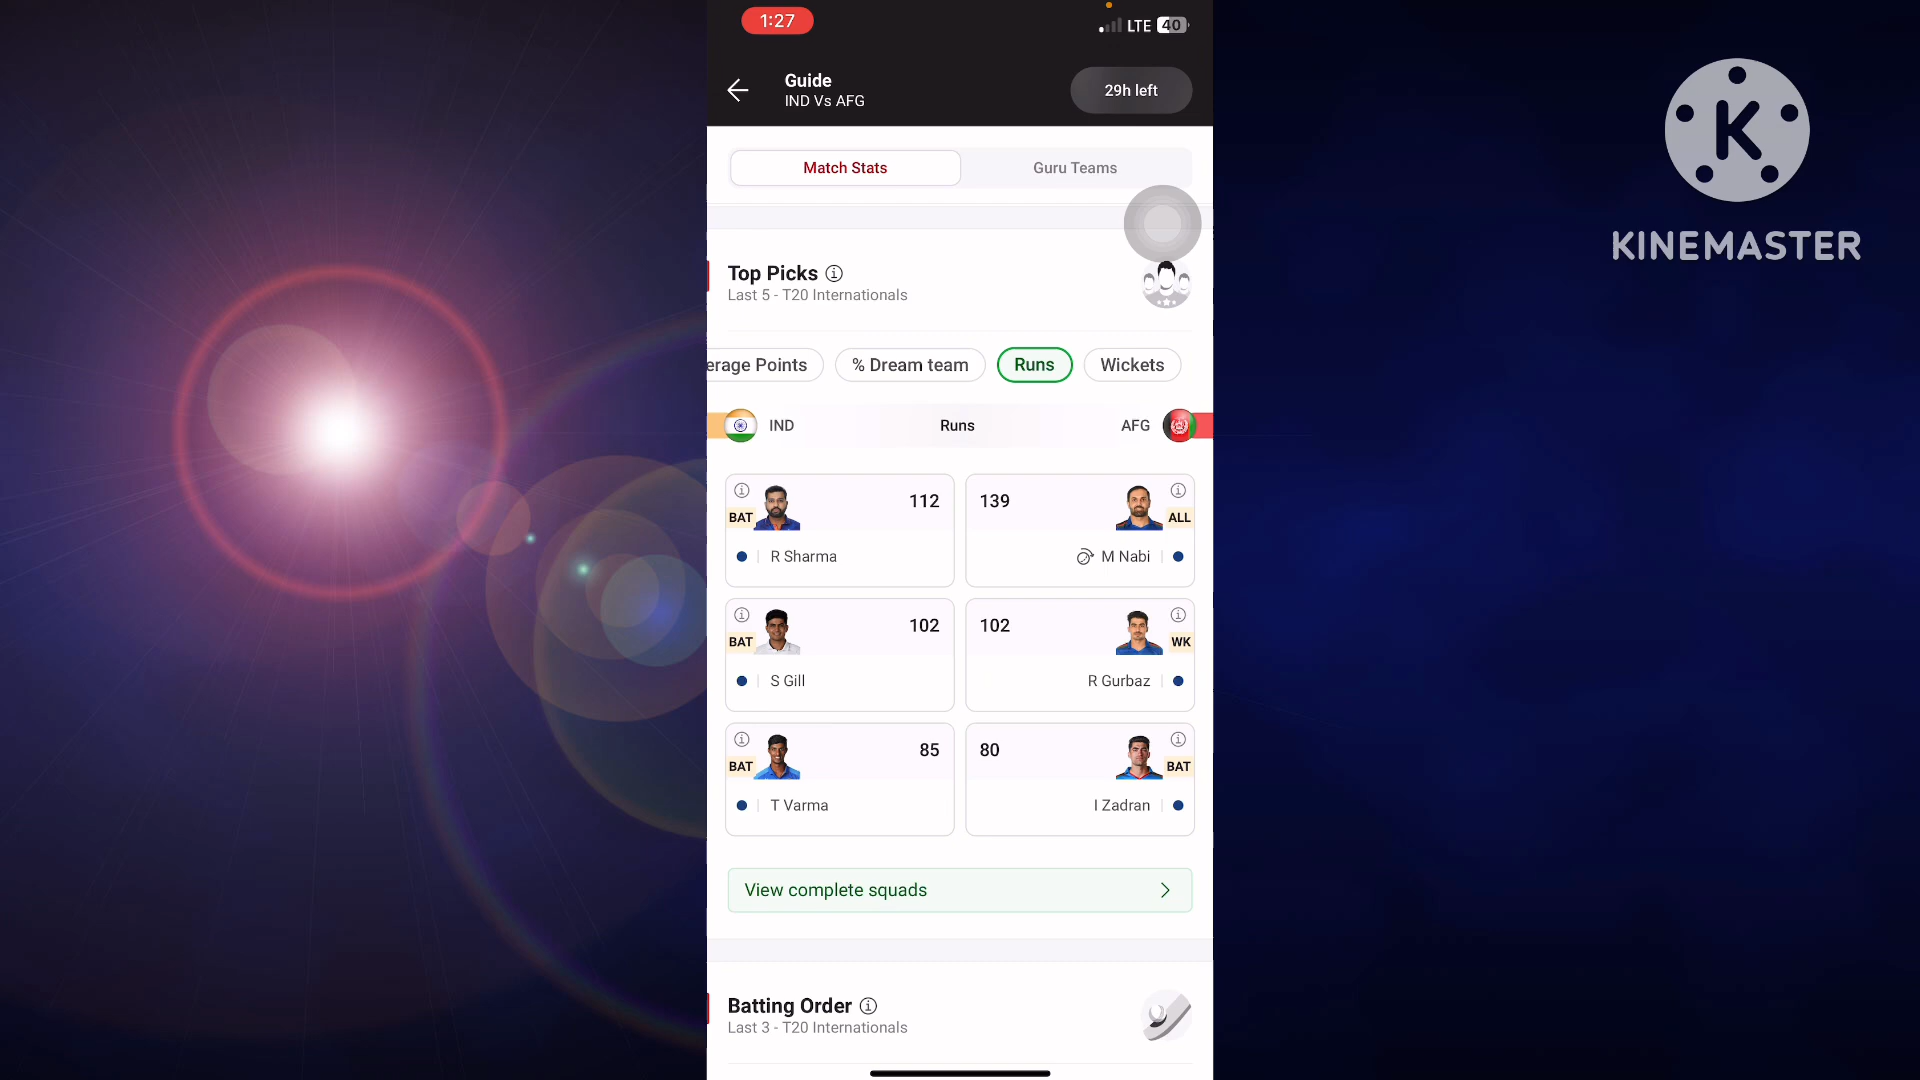 1:27
LTE 40
Guide
IND Vs AFG
29h left
Match Stats
Guru Teams
Top Picks
Last 5 - T20 Internationals
erage Points
% Dream team
Runs
Wickets
IND
Runs
AFG
112
BAT
R Sharma
139
ALL
M Nabi
102
BAT
S Gill
102
WK
R Gurbaz
85
BAT
T Varma
80
BAT
I Zadran
View complete squads
Batting Order
Last 3 - T20 Internationals
K
KINEMASTER